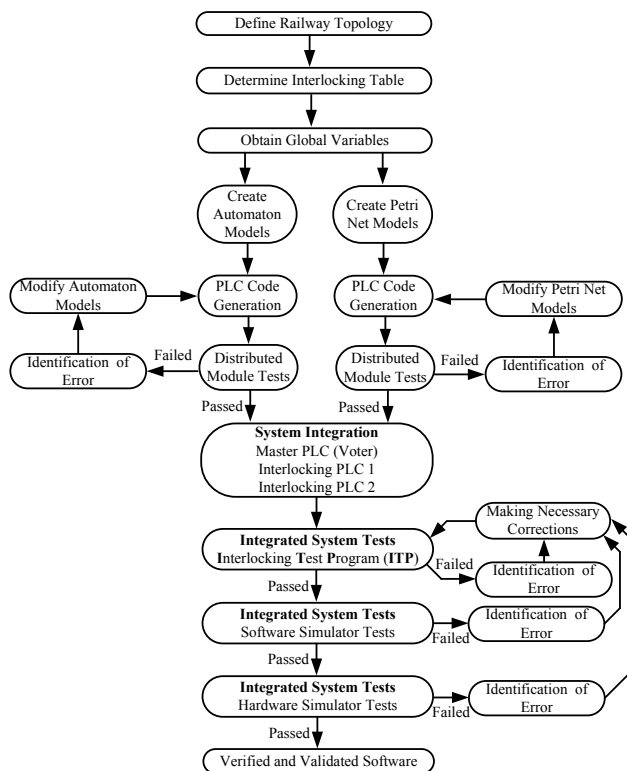 Define Railway Topology
Determine Interlocking Table
Obtain Global Variables
Create
Automaton
Models
Create Petri
Net Models
Modify Automaton
Models
PLC Code
Generation
PLC Code
Generation
Modify Petri Net
Models
Identification of
Error
Failed
Distributed
Module Tests
Distributed
Module Tests
Failed
Identification of
Error
Passed
Passed
System Integration
Master PLC (Voter)
Interlocking PLC 1
Interlocking PLC 2
Making Necessary
Corrections
Integrated System Tests
Interlocking Test Program (ITP)
Failed
Identification of
Error
Passed
Integrated System Tests
Software Simulator Tests
Failed
Identification of
Error
Passed
Integrated System Tests
Hardware Simulator Tests
Failed
Identification of
Error
Passed
Verified and Validated Software